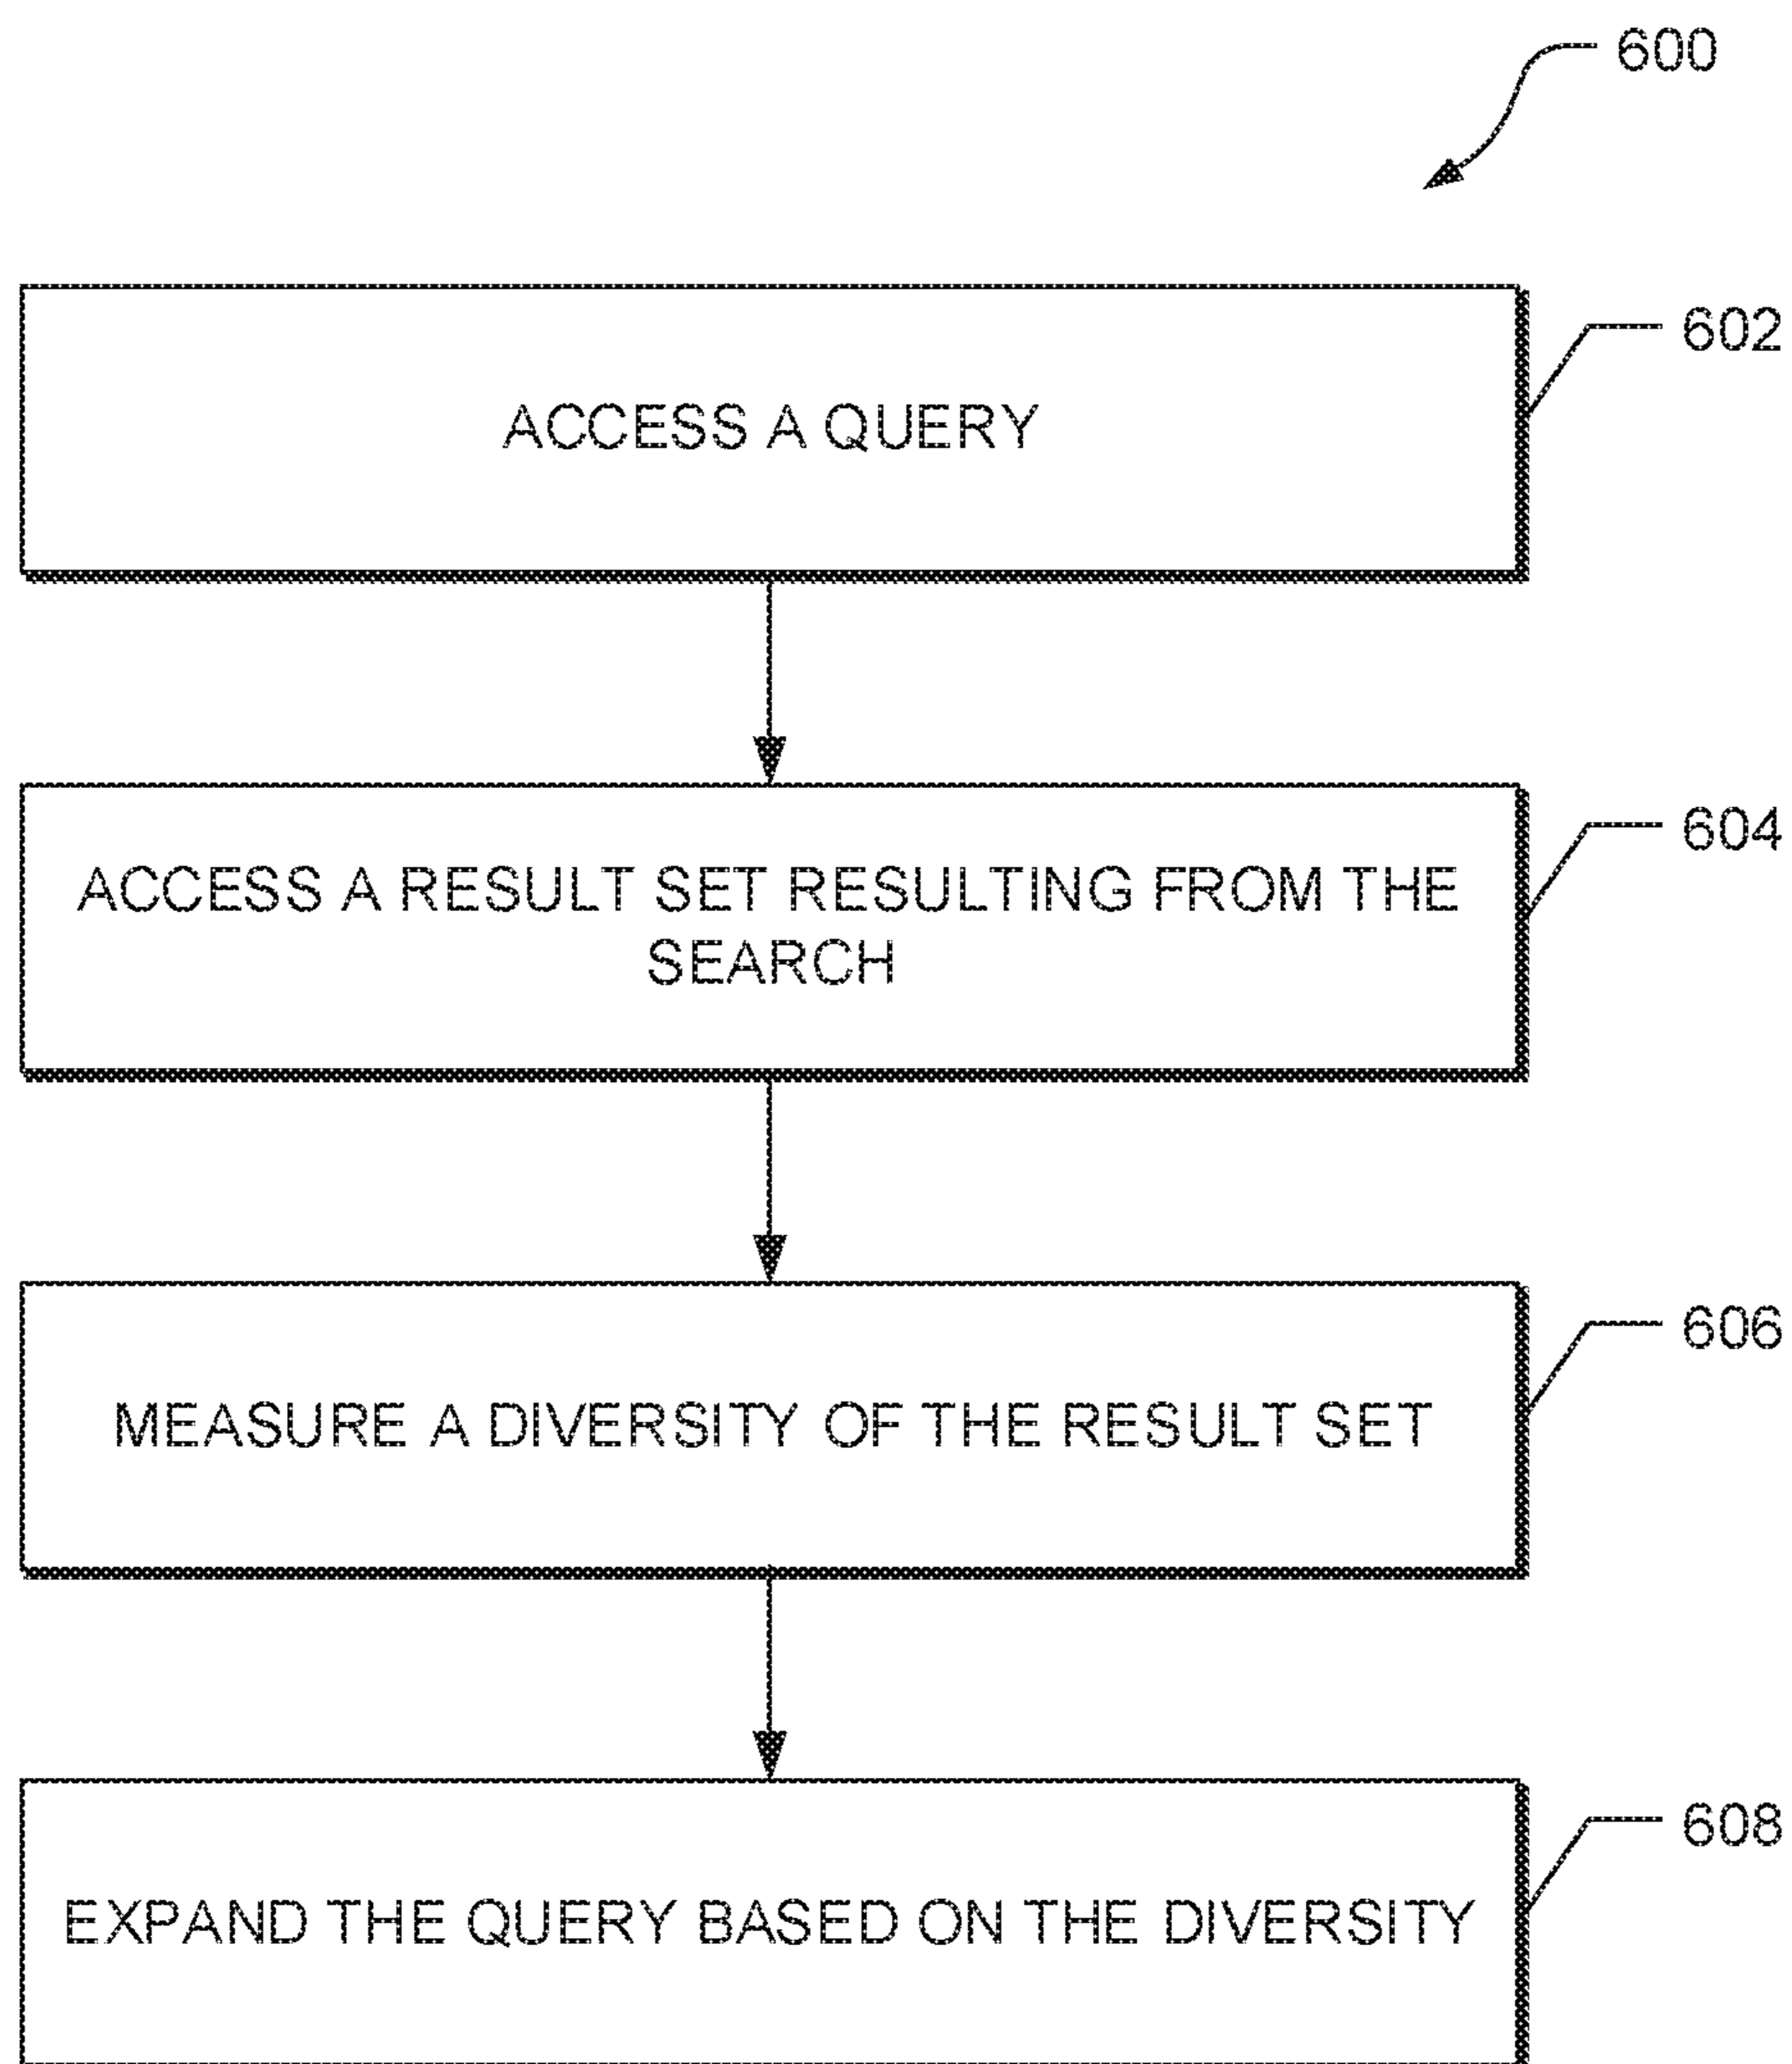 600
602
ACCESS A QUERY
604
ACCESS A RESULT SET RESULTING FROM THE
SEARCH
606
MEASURE A DIVERSITY OF THE RESULT SET
608
EXPAND THE QUERY BASED ON THE DIVERSITY